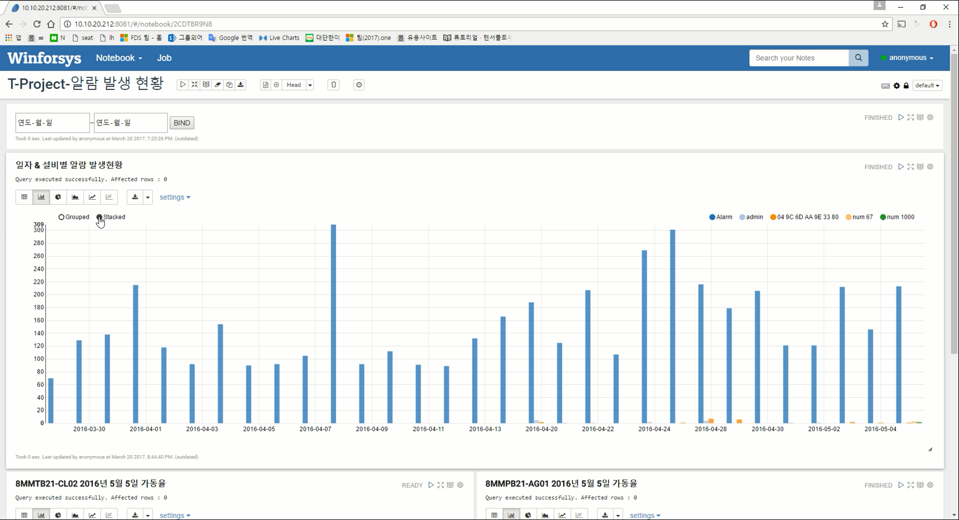 10.10.20.212:8081/#/not
10.10.20.212:8081/#/notebook/2CDTBR9N8
앱 N FDS 팀 - 홈 그룹외어 Google 번역 Live Charts 대단한이 팀(2017).one 유용사이트 튜토리얼 - 텐서플로
Winforsys Notebook Job Search your Notes anonymous
T-Project-알람 발생 현황 Head default
연도-월-일 - 연도-월-일 BIND FINISHED
Took 0 sec. Last updated by anonymous at March 20 2017, 7:23:26 PM. (outdated)
일자 & 설비별 알람 발생현황 FINISHED
Query executed successfully. Affected rows : 0
settings
Grouped Stacked Alarm admin 04 9C 6D AA 9E 33 80 num 67 num 1000
309
300
280
260
240
220
200
180
160
140
120
100
80
60
40
20
0
2016-03-30 2016-04-01 2016-04-03 2016-04-05 2016-04-07 2016-04-09 2016-04-11 2016-04-13 2016-04-20 2016-04-22 2016-04-24 2016-04-28 2016-04-30 2016-05-02 2016-05-04
Took 0 sec. Last updated by anonymous at March 20 2017, 8:44:40 PM. (outdated)
8MMTB21-CL02 2016년 5월 5일 가동율 READY
Query executed successfully. Affected rows : 0
settings
8MMPB21-AG01 2016년 5월 5일 가동율 FINISHED
Query executed successfully. Affected rows : 0
settings